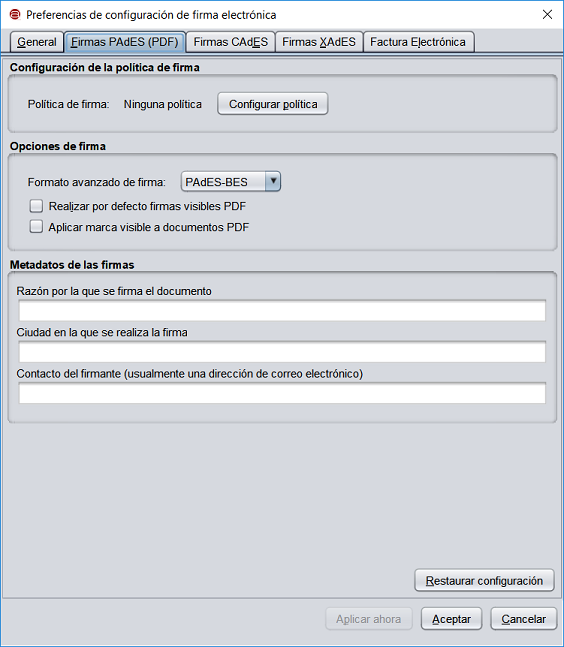 Preferencias de configuración de firma electrónica
General Firmas PAdES (PDF) Firmas CAdES Firmas XAdES Factura Electrónica
Configuración de la política de firma
Política de firma: Ninguna política Configurar política
Opciones de firma
Formato avanzado de firma: PAdES-BES
Realizar por defecto firmas visibles PDF
Aplicar marca visible a documentos PDF
Metadatos de las firmas
Razón por la que se firma el documento
Ciudad en la que se realiza la firma
Contacto del firmante (usualmente una dirección de correo electrónico)
Restaurar configuración
Aplicar ahora Aceptar Cancelar